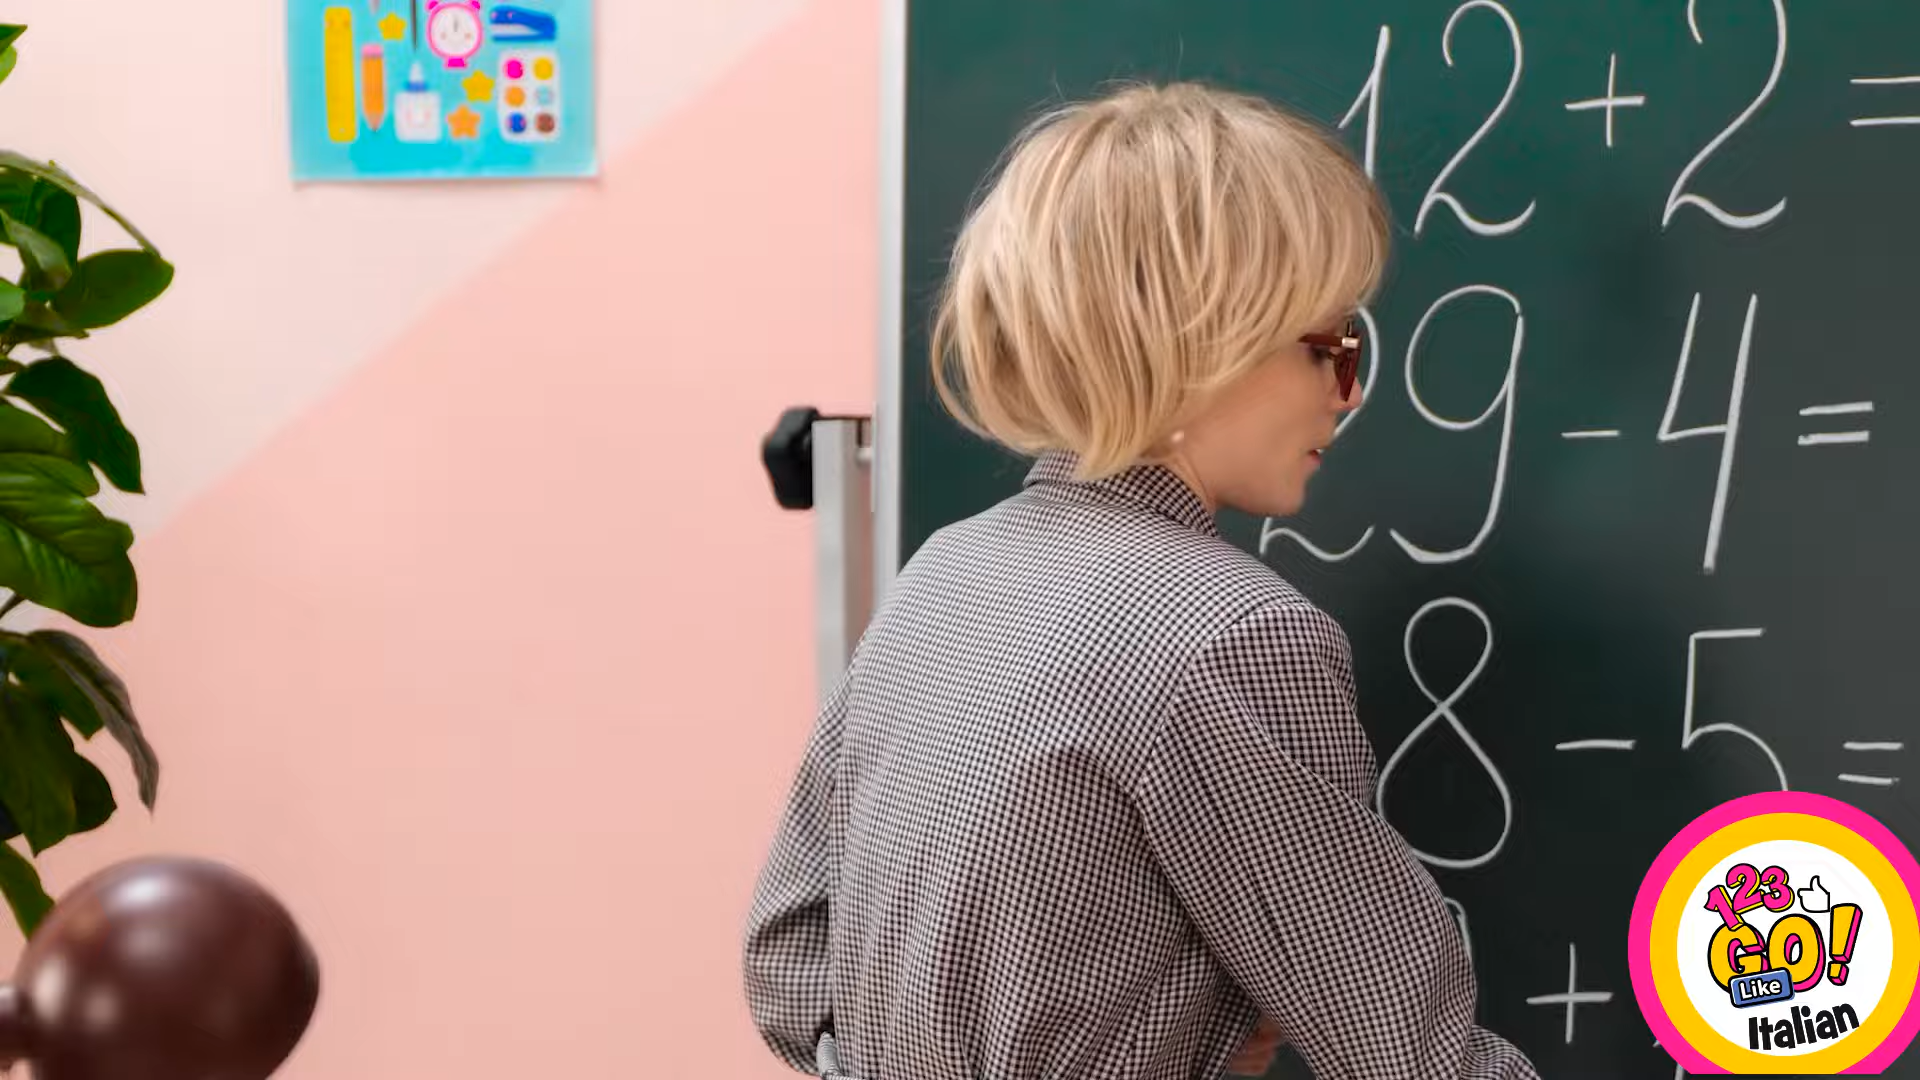 12 + 2 =
29 - 4 =
8 - 5 =
+
123
GO!
Like
Italian